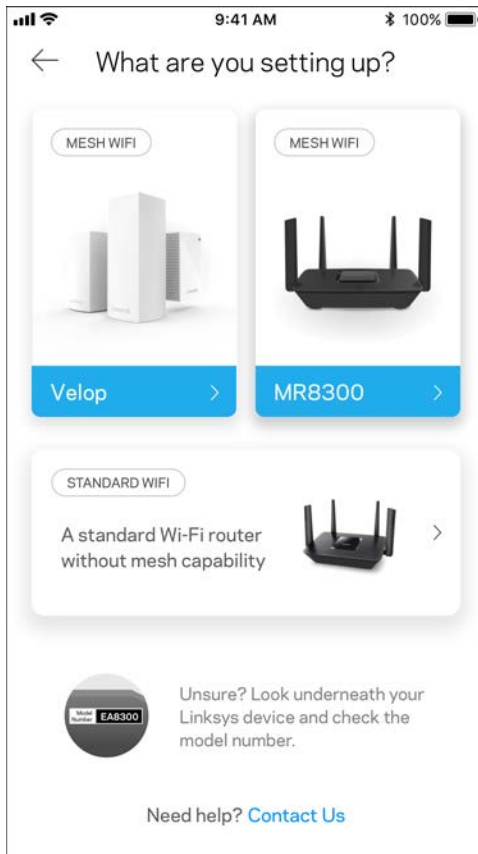 9:41 AM
100%
What are you setting up?
MESH WIFI
MESH WIFI
Velop
MR8300
STANDARD WIFI
A standard Wi-Fi router
without mesh capability
Model
Number
EA8300
Unsure? Look underneath your
Linksys device and check the
model number.
Need help? Contact Us